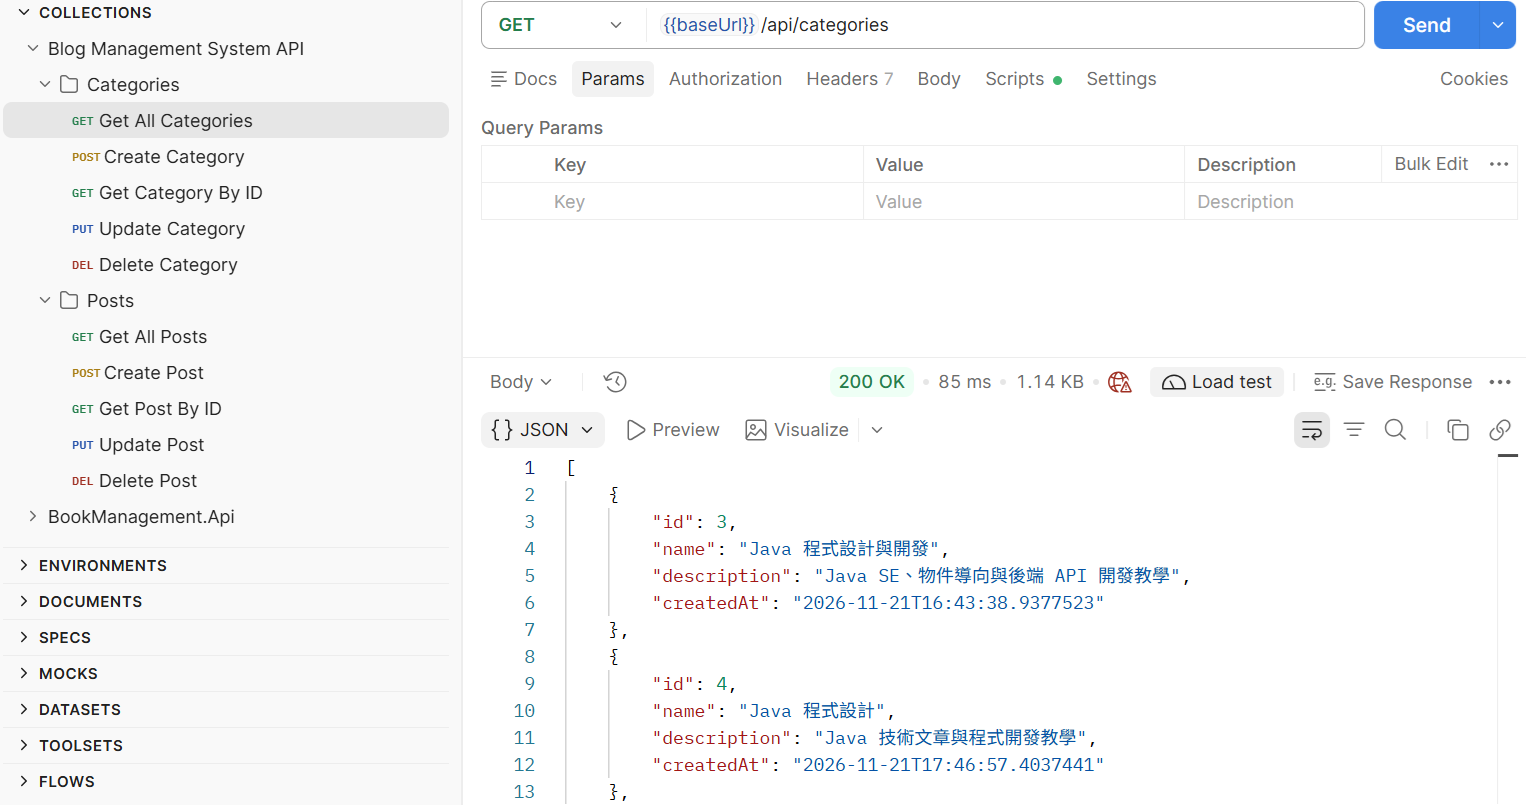 COLLECTIONS
Blog Management System API
Categories
GET Get All Categories
POST Create Category
GET Get Category By ID
PUT Update Category
DEL Delete Category
Posts
GET Get All Posts
POST Create Post
GET Get Post By ID
PUT Update Post
DEL Delete Post
BookManagement.Api
ENVIRONMENTS
DOCUMENTS
SPECS
MOCKS
DATASETS
TOOLSETS
FLOWS
GET {{baseUrl}} /api/categories Send
Docs Params Authorization Headers 7 Body Scripts Settings Cookies
Query Params
Key Value Description Bulk Edit
Key Value Description
Body 200 OK 85 ms 1.14 KB Load test e.g. Save Response
{} JSON Preview Visualize
1 [
2 {
3 "id": 3,
4 "name": "Java 程式設計與開發",
5 "description": "Java SE、物件導向與後端 API 開發教學",
6 "createdAt": "2026-11-21T16:43:38.9377523"
7 },
8 {
9 "id": 4,
10 "name": "Java 程式設計",
11 "description": "Java 技術文章與程式開發教學",
12 "createdAt": "2026-11-21T17:46:57.4037441"
13 },